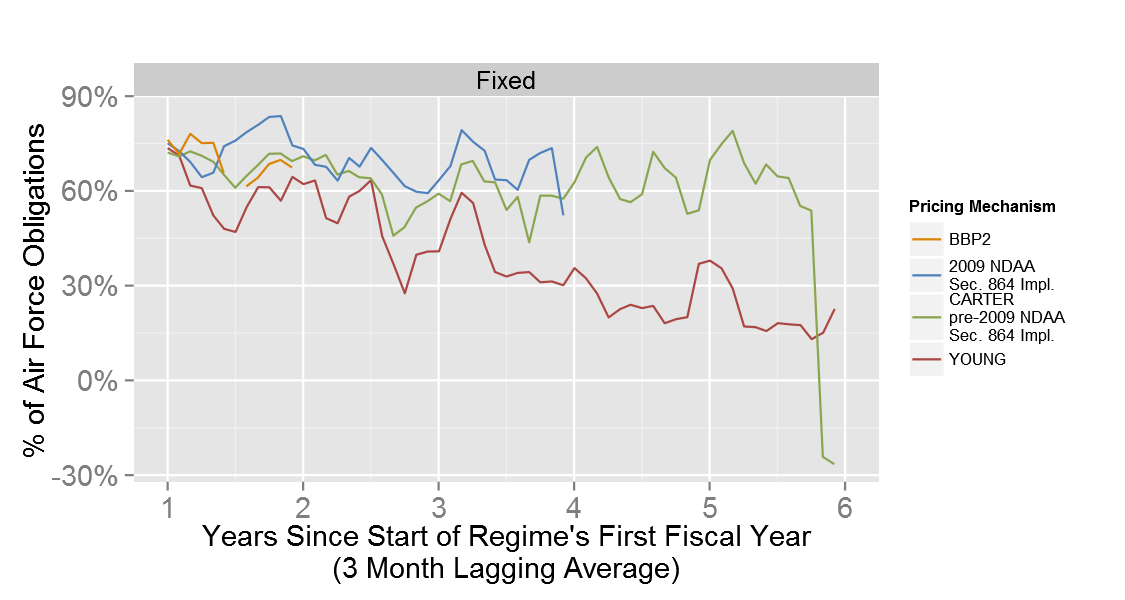 Fixed
90%
60%
30%
0%
-30%
% of Air Force Obligations
1 2 3 4 5 6
Years Since Start of Regime's First Fiscal Year
(3 Month Lagging Average)
Pricing Mechanism
BBP2
2009 NDAA
Sec. 864 Impl.
CARTER
pre-2009 NDAA
Sec. 864 Impl.
YOUNG